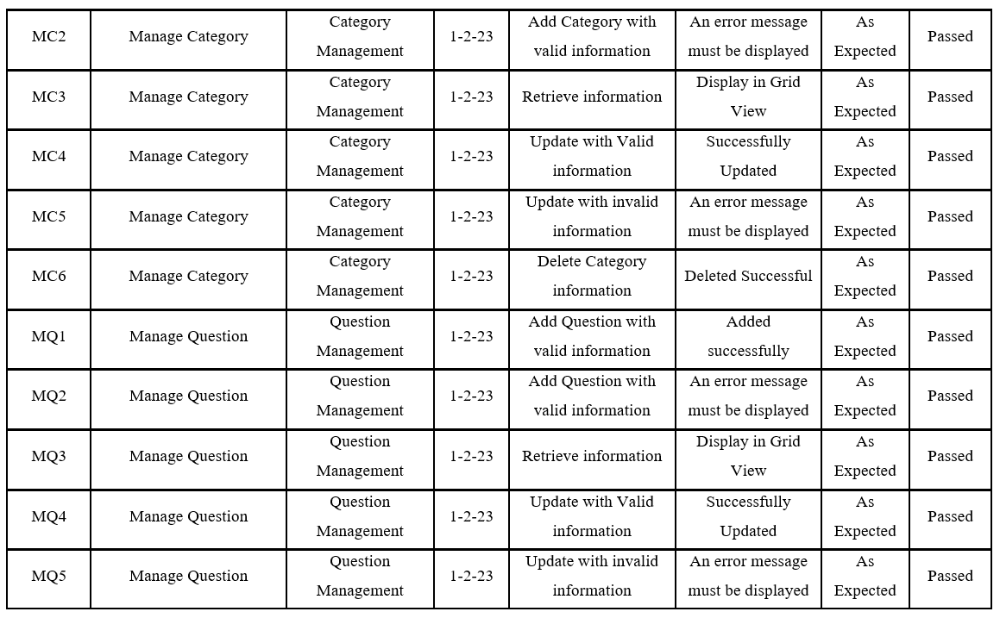 MC2 Manage Category Category Management 1-2-23 Add Category with valid information An error message must be displayed As Expected Passed
MC3 Manage Category Category Management 1-2-23 Retrieve information Display in Grid View As Expected Passed
MC4 Manage Category Category Management 1-2-23 Update with Valid information Successfully Updated As Expected Passed
MC5 Manage Category Category Management 1-2-23 Update with invalid information An error message must be displayed As Expected Passed
MC6 Manage Category Category Management 1-2-23 Delete Category information Deleted Successful As Expected Passed
MQ1 Manage Question Question Management 1-2-23 Add Question with valid information Added successfully As Expected Passed
MQ2 Manage Question Question Management 1-2-23 Add Question with valid information An error message must be displayed As Expected Passed
MQ3 Manage Question Question Management 1-2-23 Retrieve information Display in Grid View As Expected Passed
MQ4 Manage Question Question Management 1-2-23 Update with Valid information Successfully Updated As Expected Passed
MQ5 Manage Question Question Management 1-2-23 Update with invalid information An error message must be displayed As Expected Passed